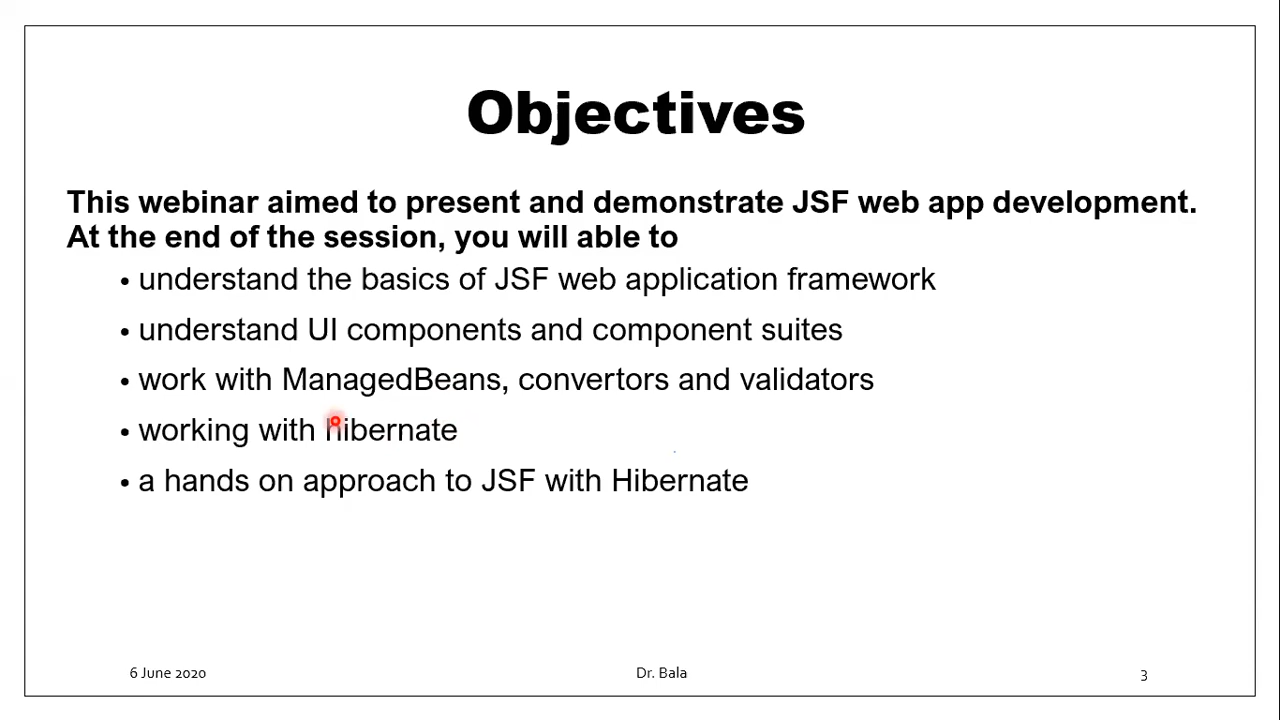 Objectives
This webinar aimed to present and demonstrate JSF web app development.
At the end of the session, you will able to
• understand the basics of JSF web application framework
• understand UI components and component suites
• work with ManagedBeans, convertors and validators
• working with hibernate
• a hands on approach to JSF with Hibernate
6 June 2020
Dr. Bala
3